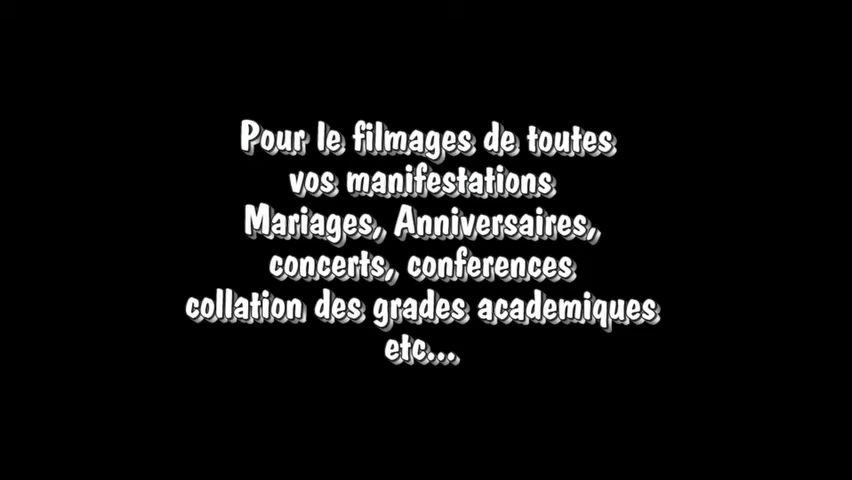 Pour le filmages de toutes
vos manifestations
Mariages, Anniversaires,
concerts, conferences
collation des grades academiques
etc...